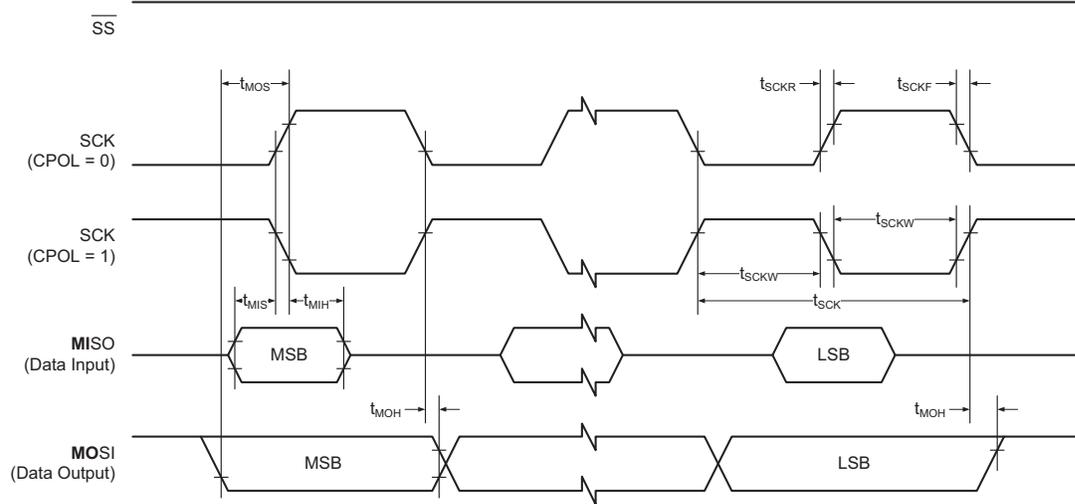 SS
tMOS
tSCKR
tSCKF
SCK
(CPOL = 0)
SCK
(CPOL = 1)
tSCKW
tSCKW
tSCK
tMIS
tMIH
MISO
(Data Input)
MSB
LSB
tMOH
tMOH
MOSI
(Data Output)
MSB
LSB